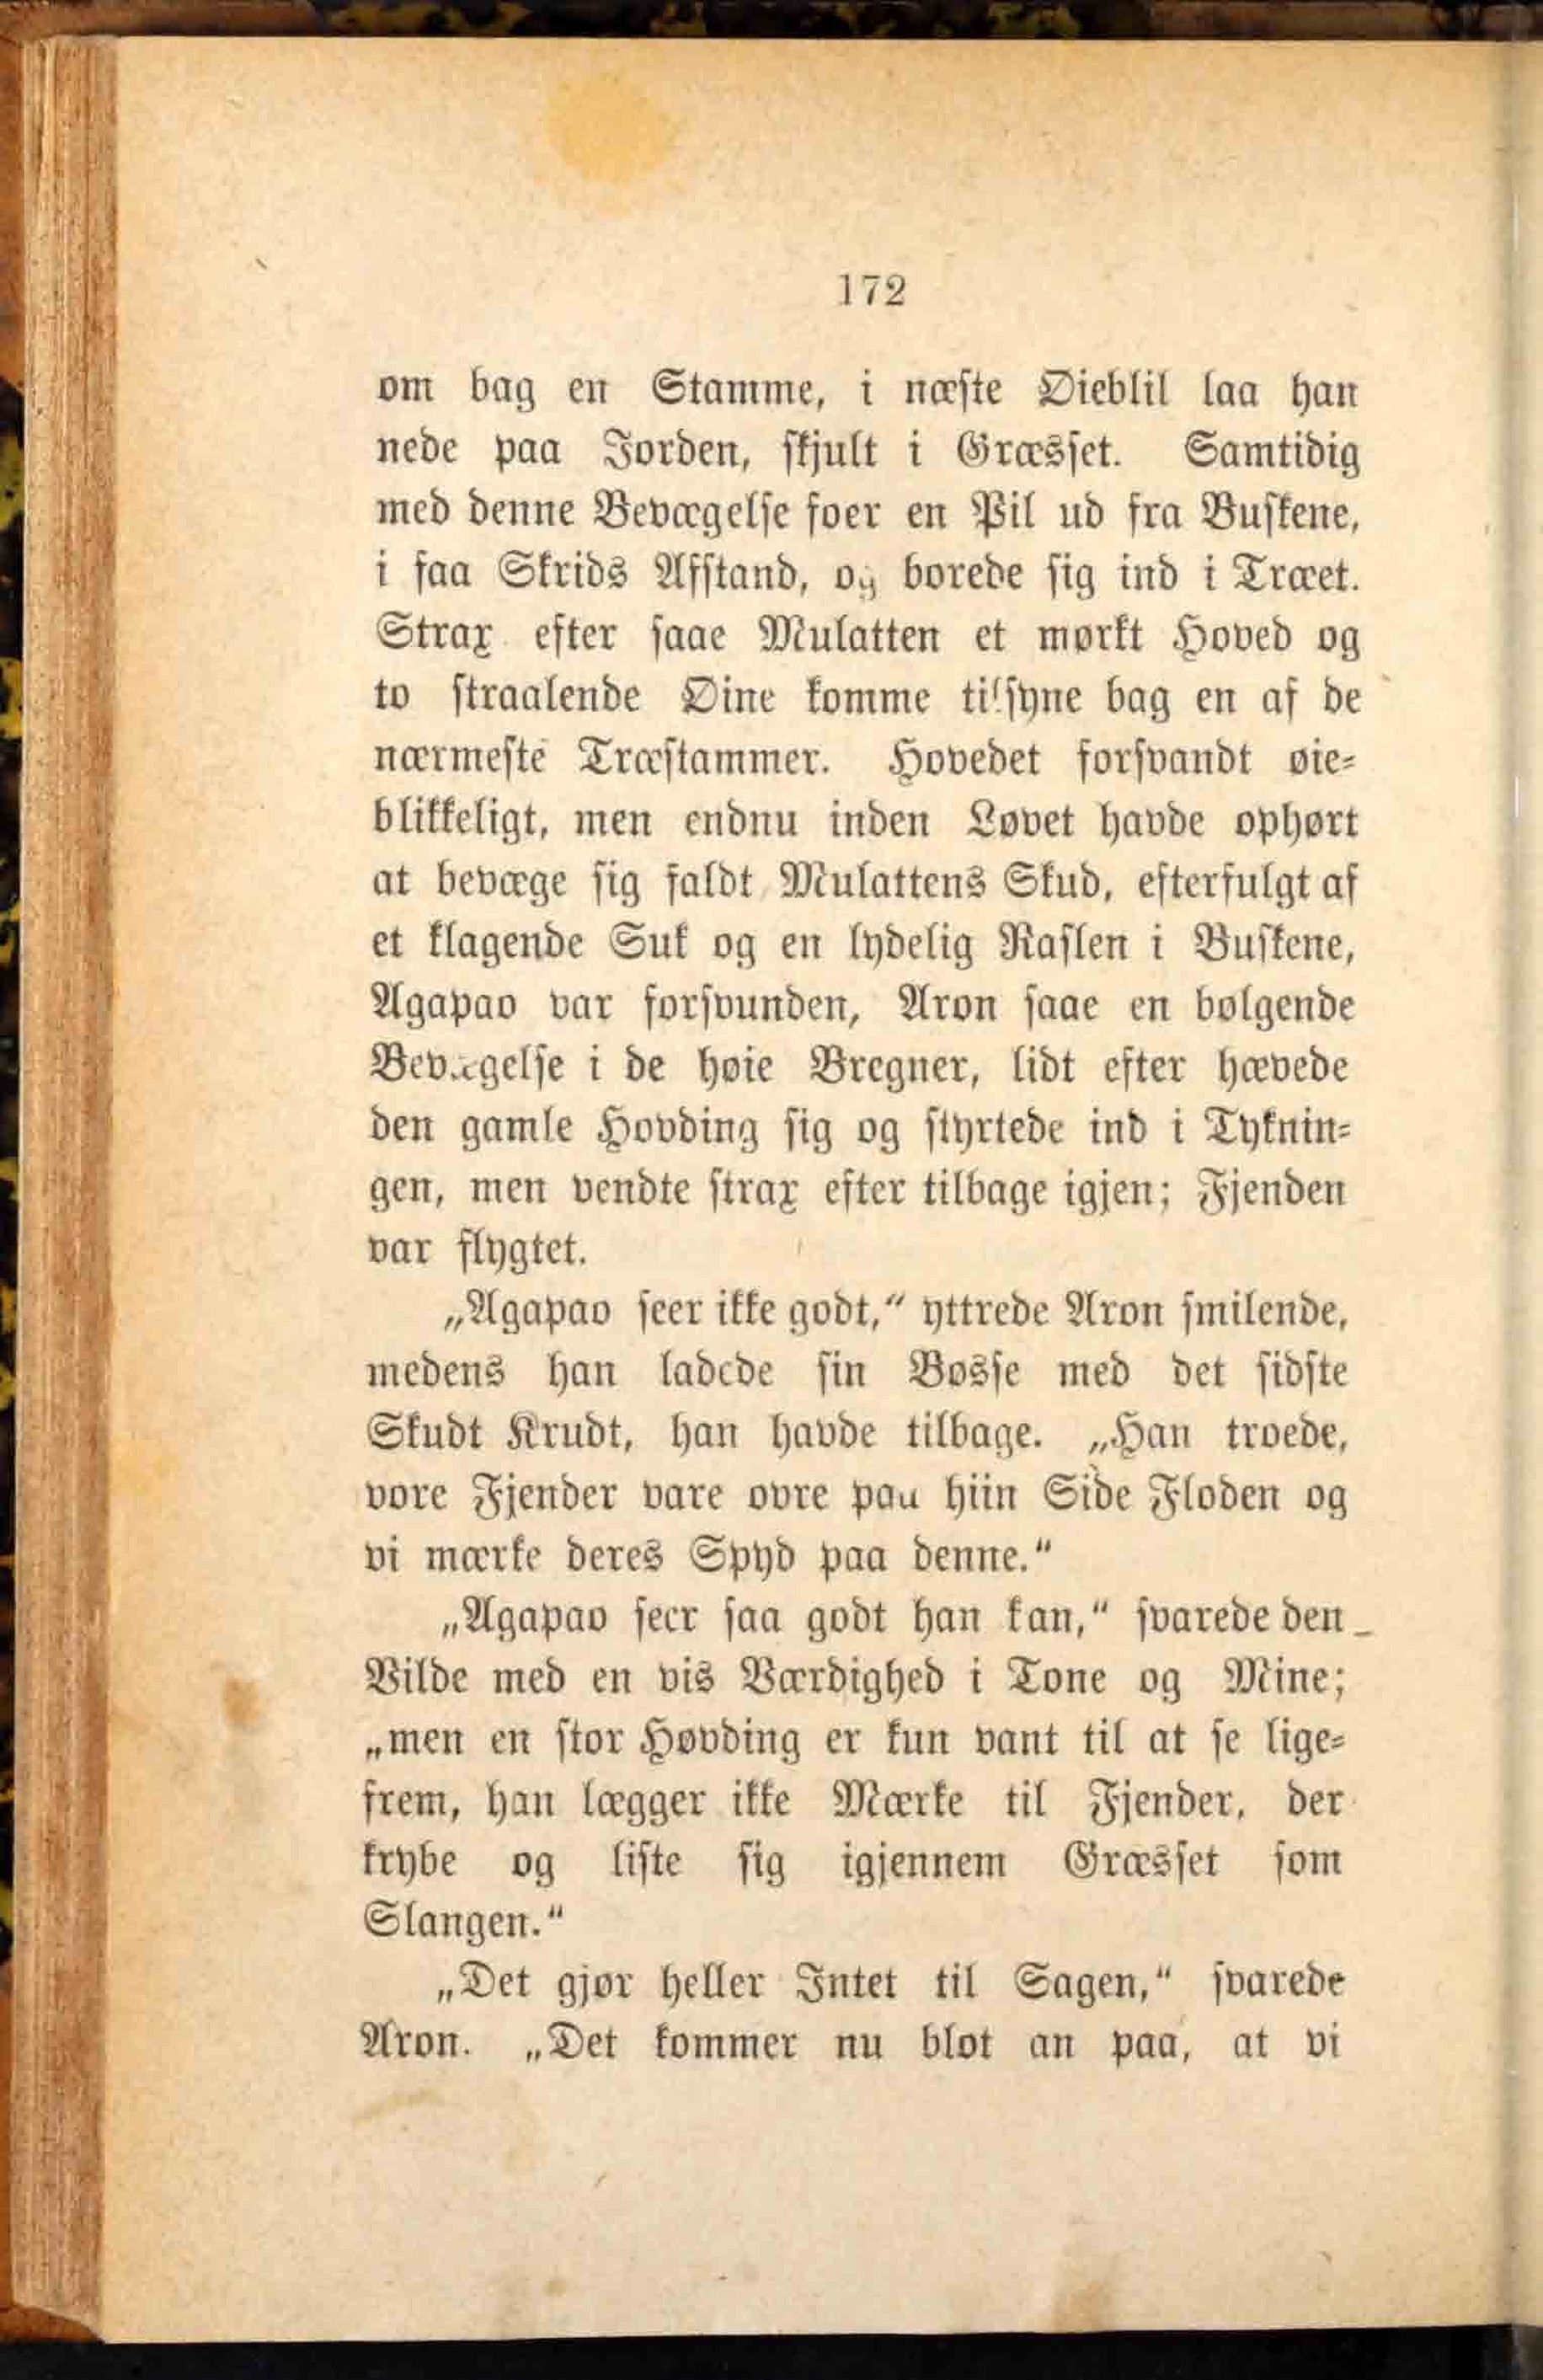 172
om bag en Stamme, i næste Øieblil laa han
nede paa Jorden, skjult i Græsset. Samtidig
med denne Bevægelse foer en Pil ud fra Buskene,
i faa Skrids Afstand, og borede sig ind i Træet.
Strax efter saae Mulatten et mørkt Hoved og
to straalende Øine komme tilsyne bag en af de
nærmeste Træstammer. Hovedet forsvandt øie-
blikkeligt, men endnu inden Løvet havde ophørt
at bevæge sig faldt Mulattens Skud, efterfulgt af
et klagende Suk og en lydelig Raslen i Buskene,
Agapao var forsvunden, Aron saae en bølgende
Bevægelse i de høie Bregner, lidt efter hævede
den gamle Høvding sig og styrtede ind i Tyknin-
gen, men vendte strax efter tilbage igjen; Fjenden
var flygtet.
„Agapao seer ikke godt,“ yttrede Aron smilende,
medens han ladede sin Bøsse med det sidste
Skudt Krudt, han havde tilbage. „Han troede,
vore Fjender vare ovre paa hiin Side Floden og
vi mærke deres Spyd paa denne.“
„Agapao seer saa godt han kan,“ svarede den
Vilde med en vis Værdighed i Tone og Mine;
„men en stor Høvding er kun vant til at se lige-
frem, han lægger ikke Mærke til Fjender, der
krybe og liste sig igjennem Græsset som
Slangen.“
„Det gjør heller Intet til Sagen,“ svarede
Aron. „Det kommer nu blot an paa, at vi